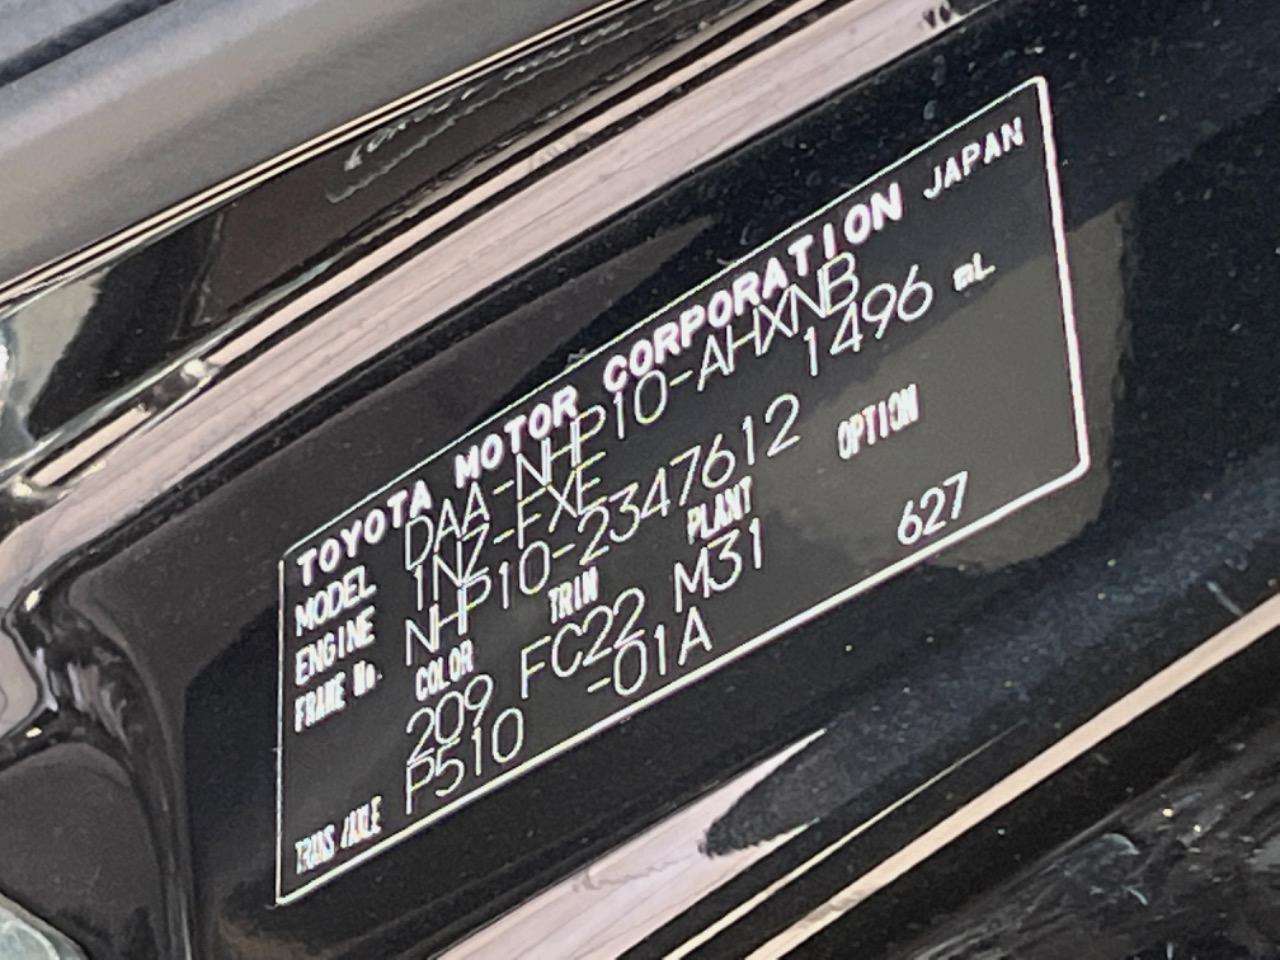 TOYOTA MOTOR CORPORATION JAPAN
MODEL DAA-NHP10-AHXNB
ENGINE 1NZ-FXE 1496 mL
FRAME No. NHP10-2347612
COLOR TRIM PLANT OPTION
209 FC22 M31 627
TRANS/AXLE P510 -01A